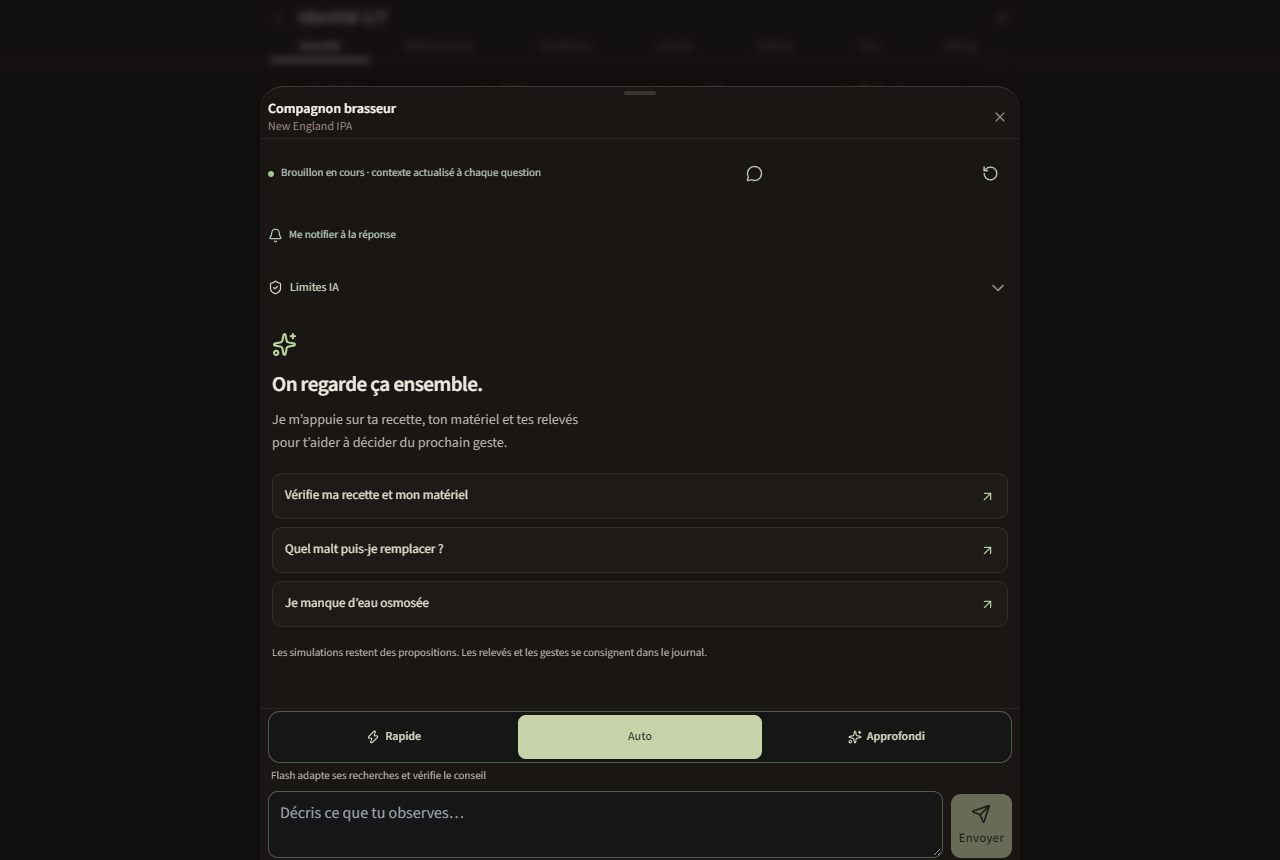 Identité 1/7
Compagnon brasseur
New England IPA
Brouillon en cours · contexte actualisé à chaque question
Me notifier à la réponse
Limites IA
On regarde ça ensemble.
Je m’appuie sur ta recette, ton matériel et tes relevés
pour t’aider à décider du prochain geste.
Vérifie ma recette et mon matériel
Quel malt puis-je remplacer ?
Je manque d’eau osmosée
Les simulations restent des propositions. Les relevés et les gestes se consignent dans le journal.
Rapide
Auto
Approfondi
Flash adapte ses recherches et vérifie le conseil
Décris ce que tu observes…
Envoyer